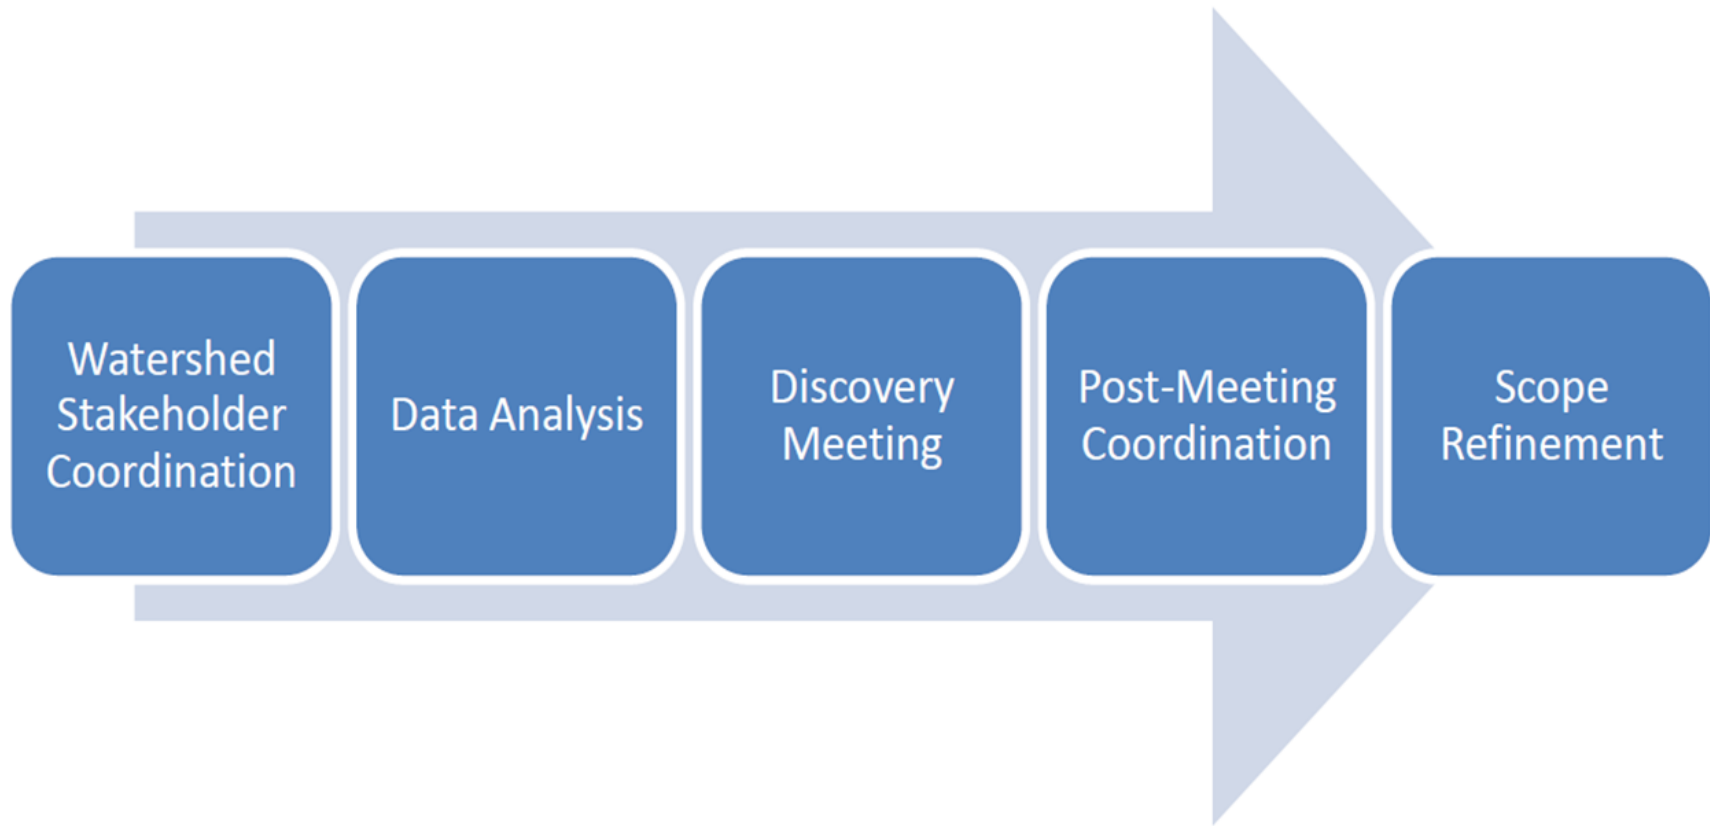 Watershed
Stakeholder
Coordination
Data Analysis
Discovery
Meeting
Post-Meeting
Coordination
Scope
Refinement